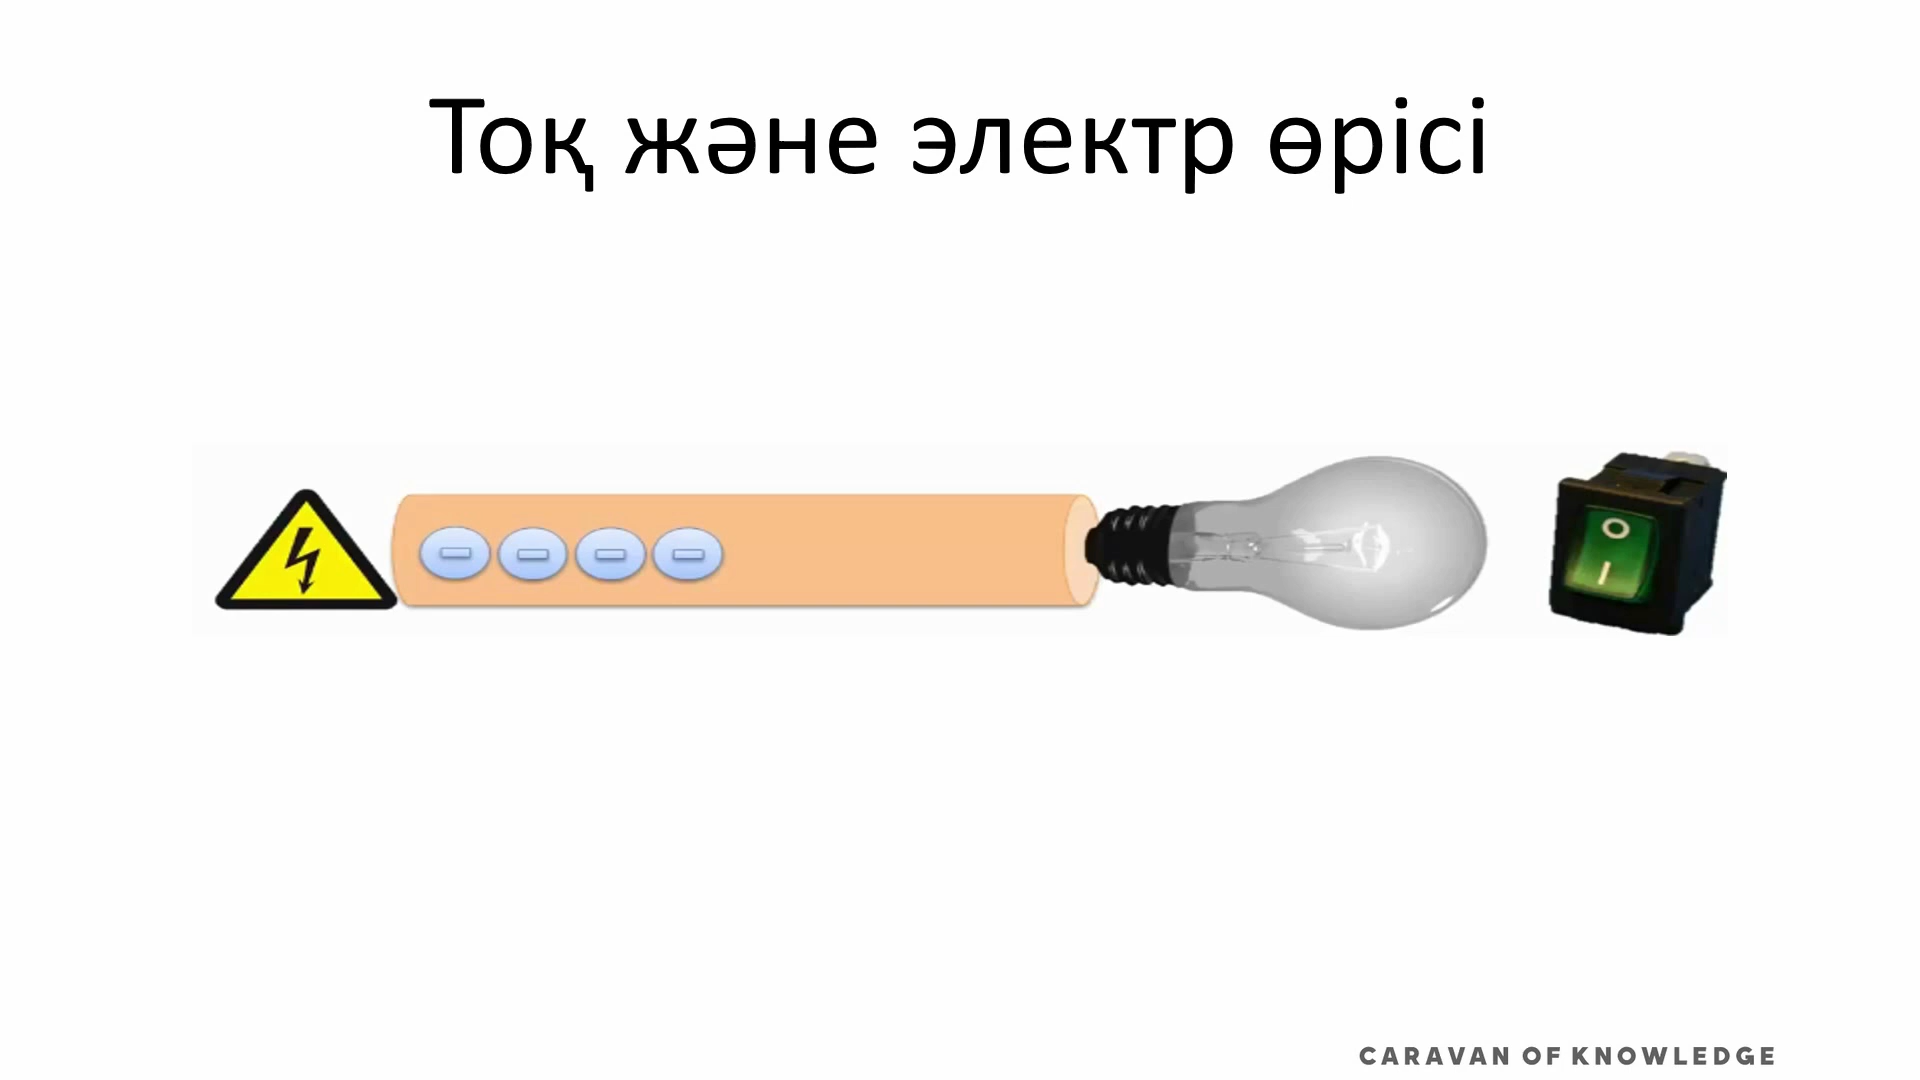 Тоқ және электр өрісі
O
I
CARAVAN OF KNOWLEDGE